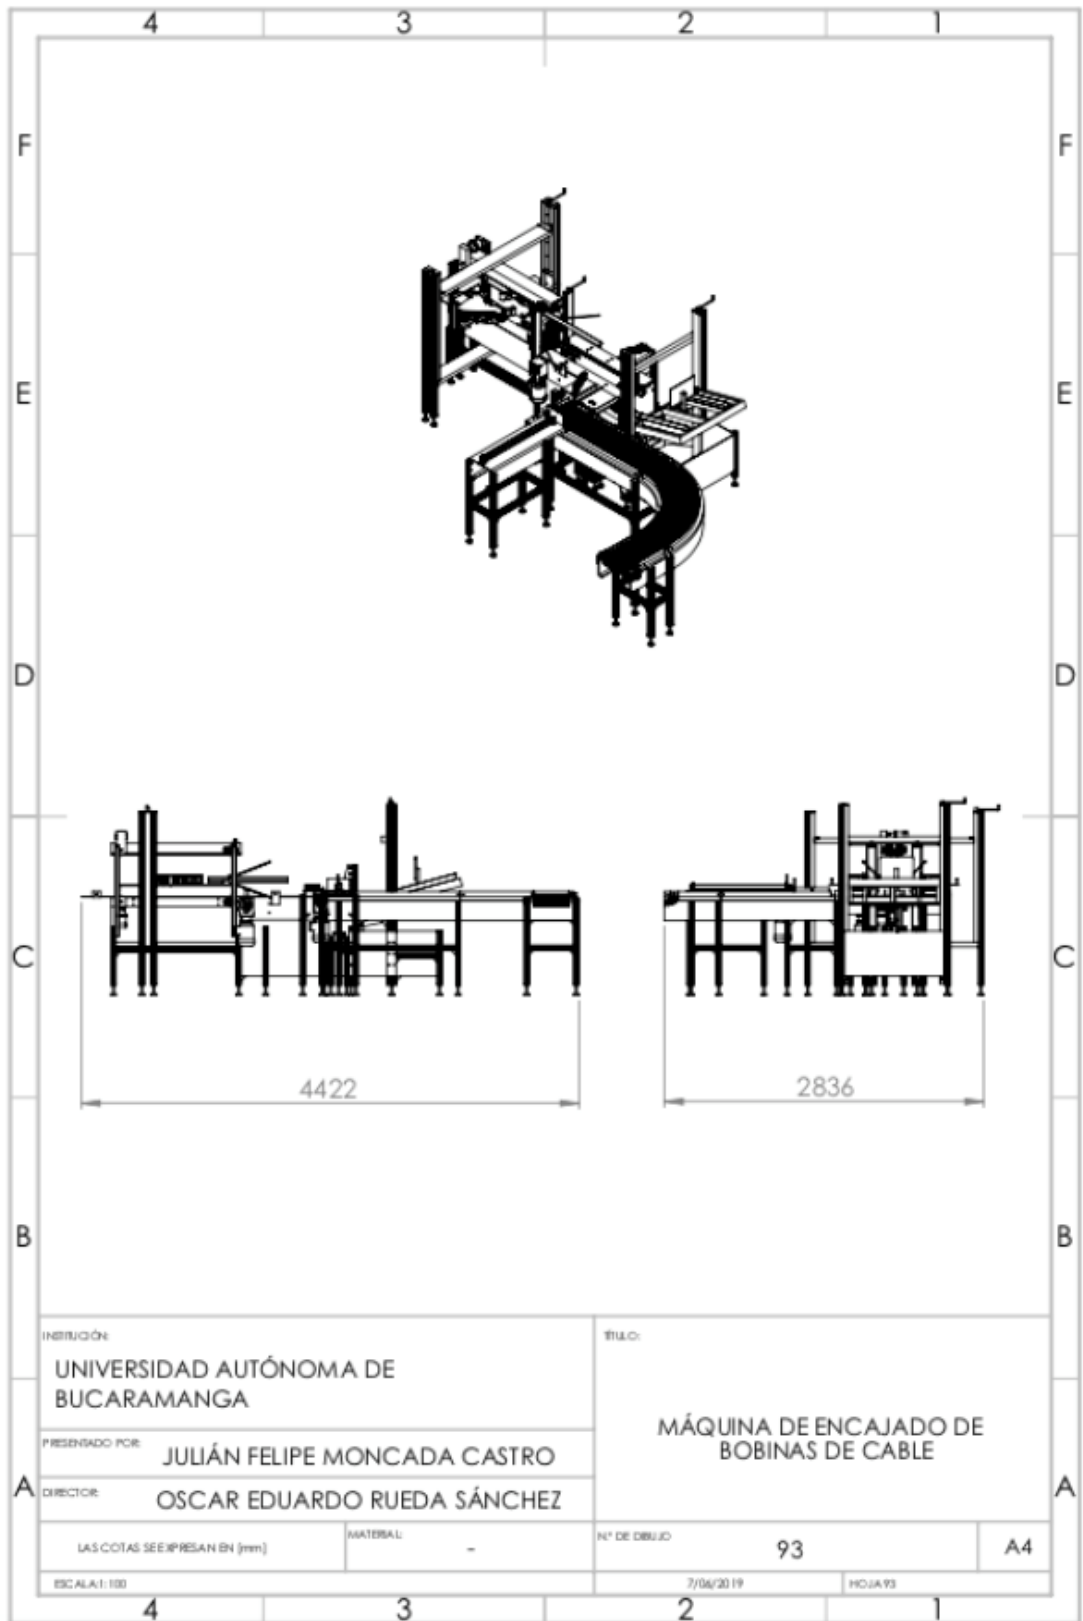 4 3 2 1
F F
E E
D D
C C
4422 2836
B B
INSTITUCIÓN:
UNIVERSIDAD AUTÓNOMA DE
BUCARAMANGA
TÍTULO:
MÁQUINA DE ENCAJADO DE
BOBINAS DE CABLE
PRESENTADO POR:
JULIÁN FELIPE MONCADA CASTRO
A A
DIRECTOR:
OSCAR EDUARDO RUEDA SÁNCHEZ
LAS COTAS SE EXPRESAN EN [mm]
MATERIAL:
-
N.º DE DIBUJO
93
A4
ESCALA:1:100
7/06/2019
HOJA 93
4 3 2 1